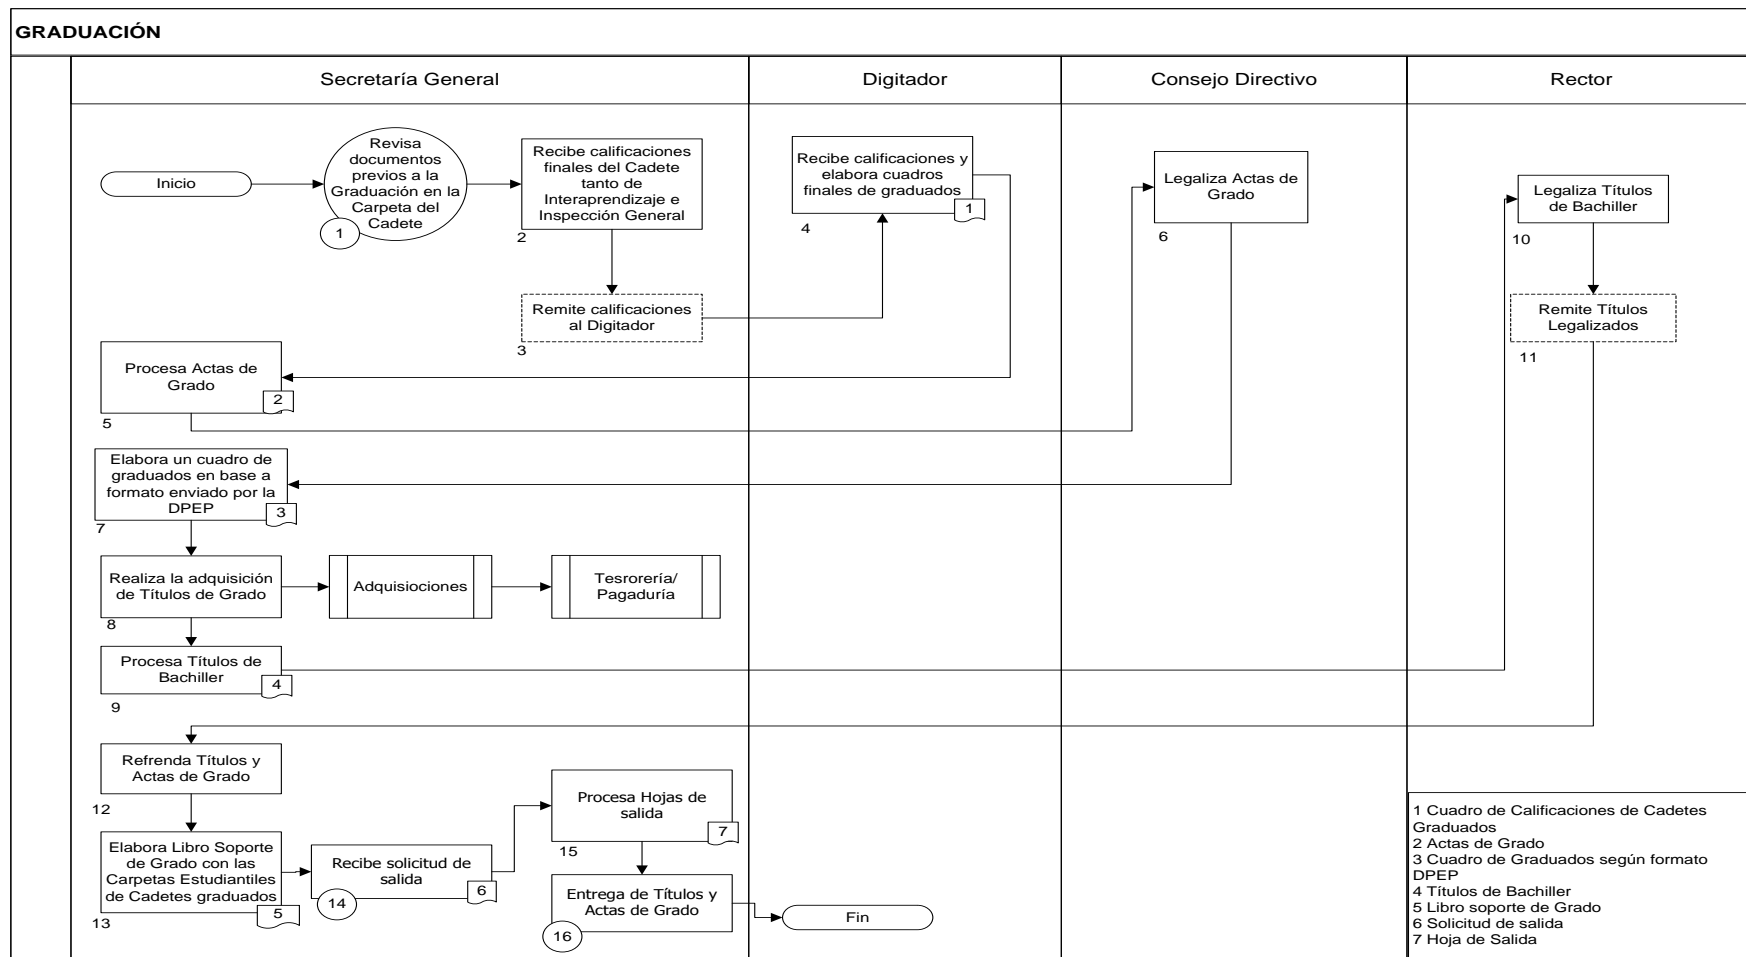 GRADUACIÓN
Secretaría General
Digitador
Consejo Directivo
Rector
Inicio
Revisa
documentos
previos a la
Graduación en la
Carpeta del
Cadete
1
Recibe calificaciones
finales del Cadete
tanto de
Interaprendizaje e
Inspección General
2
Remite calificaciones
al Digitador
3
Recibe calificaciones y
elabora cuadros
finales de graduados
1
4
Procesa Actas de
Grado
2
5
Legaliza Actas de
Grado
6
Elabora un cuadro de
graduados en base a
formato enviado por la
DPEP
3
7
Realiza la adquisición
de Títulos de Grado
8
Adquisiociones
Tesrorería/
Pagaduría
Procesa Títulos de
Bachiller
4
9
Legaliza Títulos
de Bachiller
10
Remite Títulos
Legalizados
11
Refrenda Títulos y
Actas de Grado
12
Elabora Libro Soporte
de Grado con las
Carpetas Estudiantiles
de Cadetes graduados
5
13
Recibe solicitud de
salida
6
14
Procesa Hojas de
salida
7
15
Entrega de Títulos y
Actas de Grado
16
Fin
1 Cuadro de Calificaciones de Cadetes
Graduados
2 Actas de Grado
3 Cuadro de Graduados según formato
DPEP
4 Títulos de Bachiller
5 Libro soporte de Grado
6 Solicitud de salida
7 Hoja de Salida